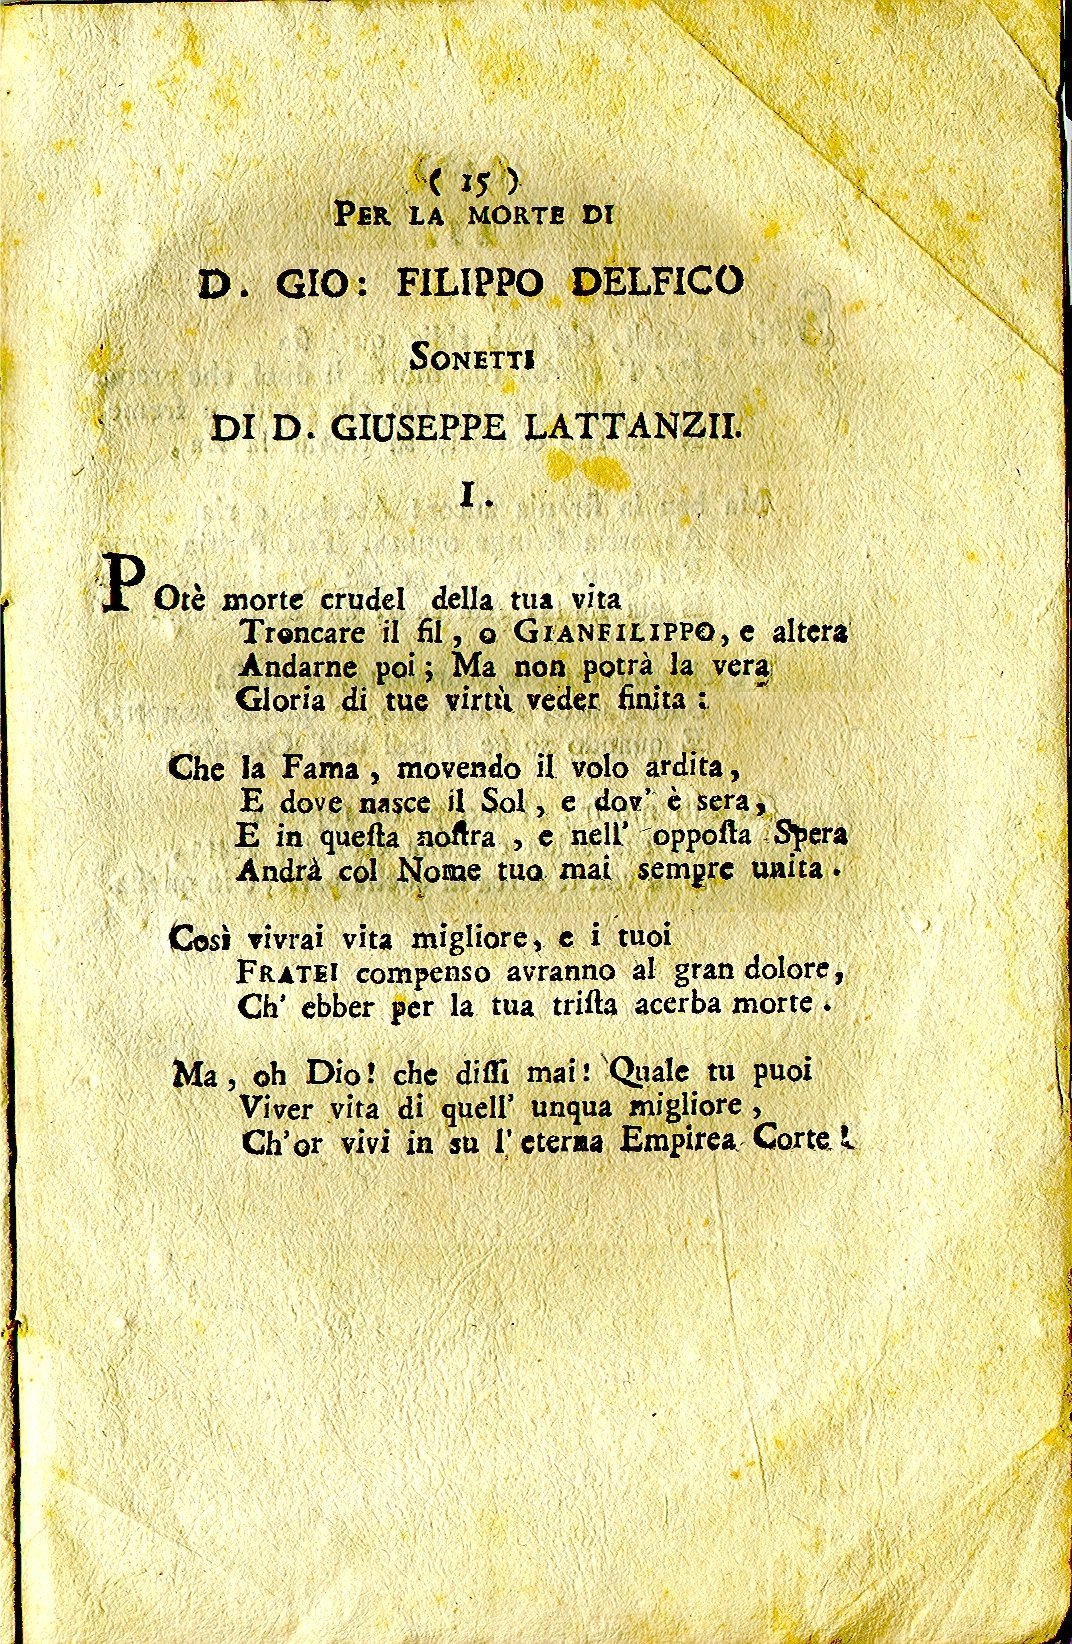 ( 15 )
PER LA MORTE DI
D. GIO: FILIPPO DELFICO
SONETTI
DI D. GIUSEPPE LATTANZII.
I.
POtè morte crudel della tua vita
Troncare il fil, o GIANFILIPPO, e altera
Andarne poi; Ma non potrà la vera
Gloria di tue virtù veder finita:
Che la Fama, movendo il volo ardita,
E dove nasce il Sol, e dov' è sera,
E in queſta noſtra, e nell' oppoſta Spera
Andrà col Nome tuo mai sempre unita.
Così vivrai vita migliore, e i tuoi
FRATEI compenso avranno al gran dolore,
Ch' ebber per la tua triſta acerba morte.
Ma, oh Dio! che diſſi mai! Quale tu puoi
Viver vita di quell' unqua migliore,
Ch'or vivi in su l' eterna Empirea Corte!